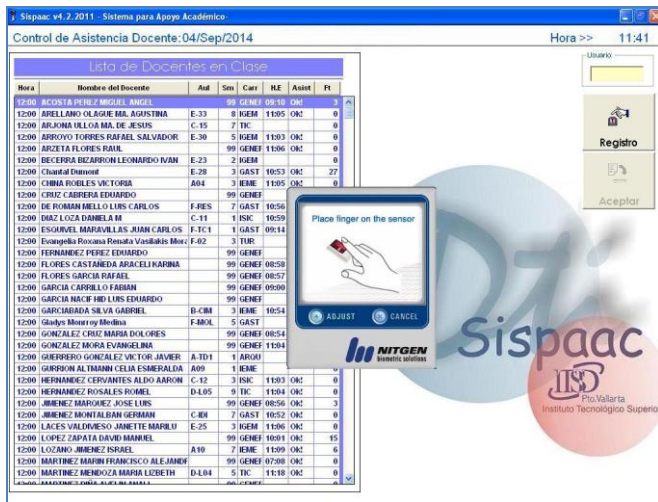 Sispaac v4.2.2011 - Sistema para Apoyo Académico-
Control de Asistencia Docente:04/Sep/2014
Hora >> 11:41
Lista de Docentes en Clase
Hora Nombre del Docente Aul Sm Carr H.E Asist Ft
12:00 ACOSTA PEREZ MIGUEL ANGEL 99 GENEF 09:10 Ok! 3
12:00 ARELLANO OLAGUE MA. AGUSTINA E-33 8 IGEM 11:05 Ok! 0
12:00 ARJONA ULLOA MA. DE JESUS C-15 7 TIC 0
12:00 ARROYO TORRES RAFAEL SALVADOR E-30 5 IGEM 11:03 Ok! 0
12:00 ARZETA FLORES RAUL 99 GENEF 11:06 Ok! 0
12:00 BECERRA BIZARRON LEONARDO IVAN E-23 2 IGEM 0
12:00 Chantal Dumont E-28 3 GAST 10:53 Ok! 27
12:00 CHINA ROBLES VICTORIA A04 3 IEME 11:05 Ok! 0
12:00 CRUZ CABRERA EDUARDO 99 GENEF
12:00 DE ROMAN MELLO LUIS CARLOS F-RES 7 GAST 10:56
12:00 DIAZ LOZA DANIELA M C-11 1 ISIC 10:59
12:00 ESQUIVEL MARAVILLAS JUAN CARLOS F-TC1 1 GAST 09:14
12:00 Evangelia Roxana Renata Vasilakis Mora F-02 3 TUR
12:00 FERNANDEZ PEREZ EDUARDO 99 GENEF
12:00 FLORES CASTAÑEDA ARACELI KARINA 99 GENEF 08:58
12:00 FLORES GARCIA RAFAEL 99 GENEF 08:57
12:00 GARCIA CARRILLO FABIAN 99 GENEF 09:00
12:00 GARCIA NACIF HID LUIS EDUARDO 99 GENEF
12:00 GARCIABADA SILVA GABRIEL B-CIM 3 IEME 10:54
12:00 Gladys Monrroy Medina F-MOL 5 GAST
12:00 GONZALEZ CRUZ MARIA DOLORES 99 GENEF 08:54
12:00 GONZALEZ MORA EVANGELINA 99 GENEF 11:04
12:00 GUERRERO GONZALEZ VICTOR JAVIER A-TD1 1 ARQU
12:00 GURRION ALTMANN CELIA ESMERALDA A09 1 IEME 0
12:00 HERNANDEZ CERVANTES ALDO AARON C-12 3 ISIC 11:03 Ok! 0
12:00 HERNANDEZ ROSALES ROMEL D-L05 9 TIC 11:04 Ok! 0
12:00 JIMENEZ MARQUEZ JOSE LUIS 99 GENEF 08:56 Ok! 3
12:00 JIMENEZ MONTALBAN GERMAN C-IDI 7 GAST 10:52 Ok! 0
12:00 LACES VALDIVIESO JANETTE MARILU E-25 3 IGEM 11:06 Ok! 0
12:00 LOPEZ ZAPATA DAVID MANUEL 99 GENEF 10:01 Ok! 15
12:00 LOZANO JIMENEZ ISRAEL A10 7 IEME 11:09 Ok! 6
12:00 MARTINEZ MARIN FRANCISCO ALEJANDF 99 GENEF 07:08 Ok! 0
12:00 MARTINEZ MENDOZA MARIA LIZBETH D-L04 5 TIC 11:18 Ok! 0
Place finger on the sensor
ADJUST CANCEL
NITGEN
biometric solutions
Usuario:
Registro
Aceptar
Dti
Sispaac
ITS
Pto.Vallarta
Instituto Tecnológico Superio